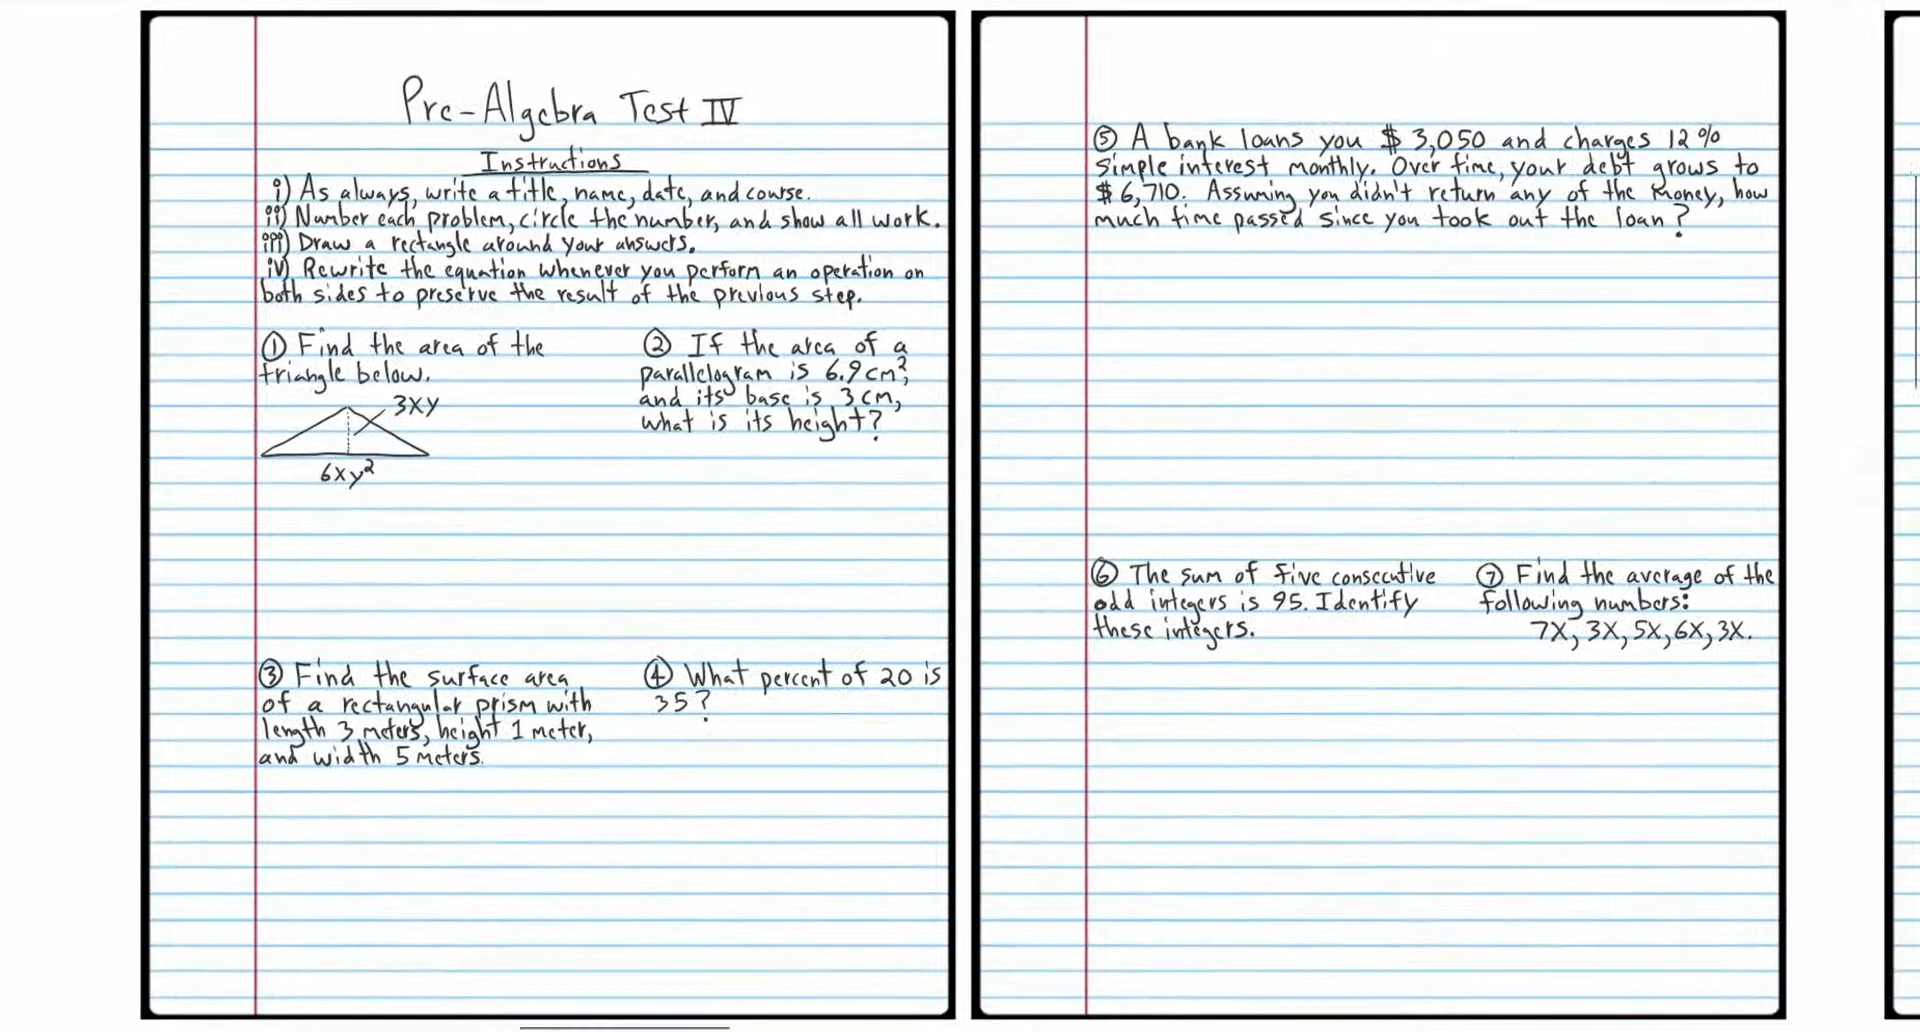 Pre-Algebra Test IV
Instructions
i) As always, write a title, name, date, and course.
ii) Number each problem, circle the number, and show all work.
iii) Draw a rectangle around your answers.
iv) Rewrite the equation whenever you perform an operation on
both sides to preserve the result of the previous step.
① Find the area of the
triangle below.
3xy
6xy²
② If the area of a
parallelogram is 6.9cm²,
and its base is 3cm,
what is its height?
③ Find the surface area
of a rectangular prism with
length 3 meters, height 1 meter,
and width 5 meters.
④ What percent of 20 is
35?
⑤ A bank loans you $ 3,050 and charges 12%
simple interest monthly. Over time, your debt grows to
$ 6,710. Assuming you didn't return any of the money, how
much time passed since you took out the loan?
⑥ The sum of five consecutive
odd integers is 95. Identify
these integers.
⑦ Find the average of the
following numbers:
7x, 3x, 5x, 6x, 3x.